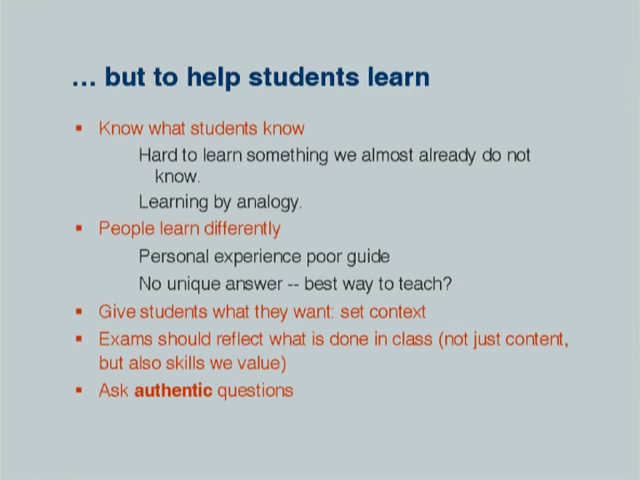 ... but to help students learn
▪ Know what students know
Hard to learn something we almost already do not
know.
Learning by analogy.
▪ People learn differently
Personal experience poor guide
No unique answer -- best way to teach?
▪ Give students what they want: set context
▪ Exams should reflect what is done in class (not just content,
but also skills we value)
▪ Ask authentic questions